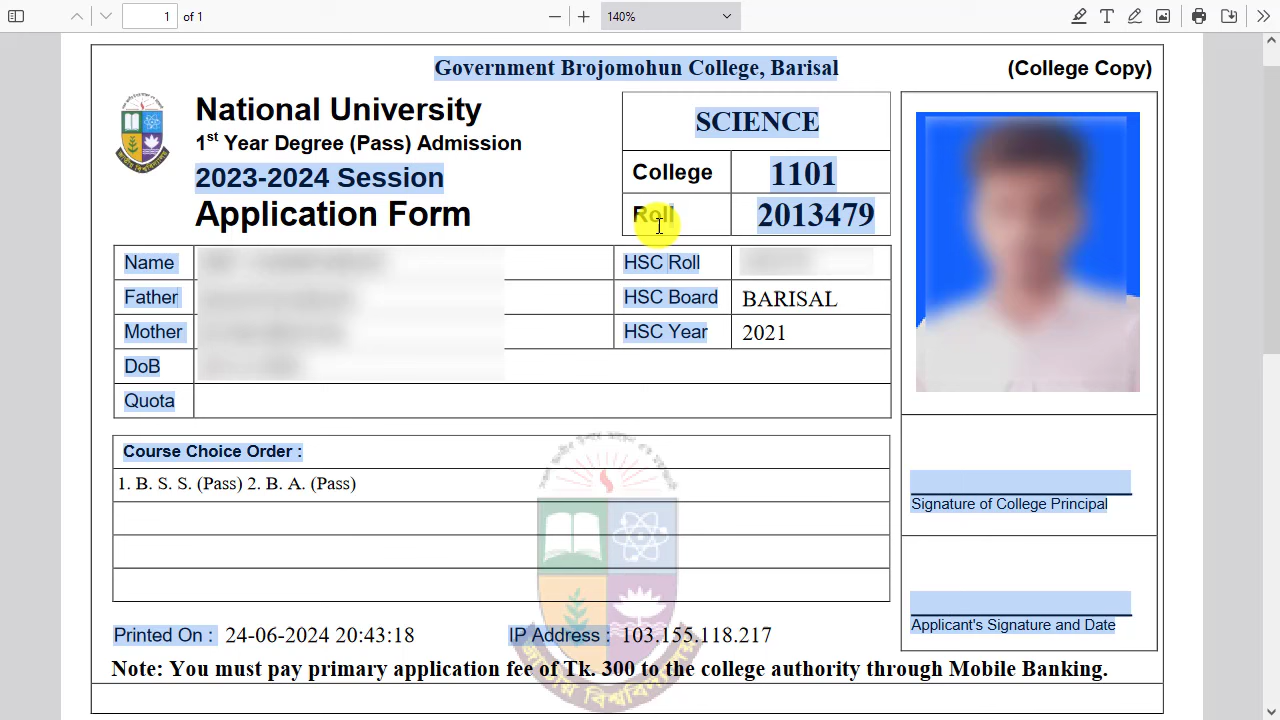 1 of 1 140%
Government Brojomohun College, Barisal (College Copy)
National University
1st Year Degree (Pass) Admission
2023-2024 Session
Application Form
SCIENCE
College 1101
Roll 2013479
Name HSC Roll
Father HSC Board BARISAL
Mother HSC Year 2021
DoB
Quota
Course Choice Order :
1. B. S. S. (Pass) 2. B. A. (Pass)
Signature of College Principal
Applicant's Signature and Date
Printed On : 24-06-2024 20:43:18 IP Address : 103.155.118.217
Note: You must pay primary application fee of Tk. 300 to the college authority through Mobile Banking.
জাতীয় বিশ্ববিদ্যালয়